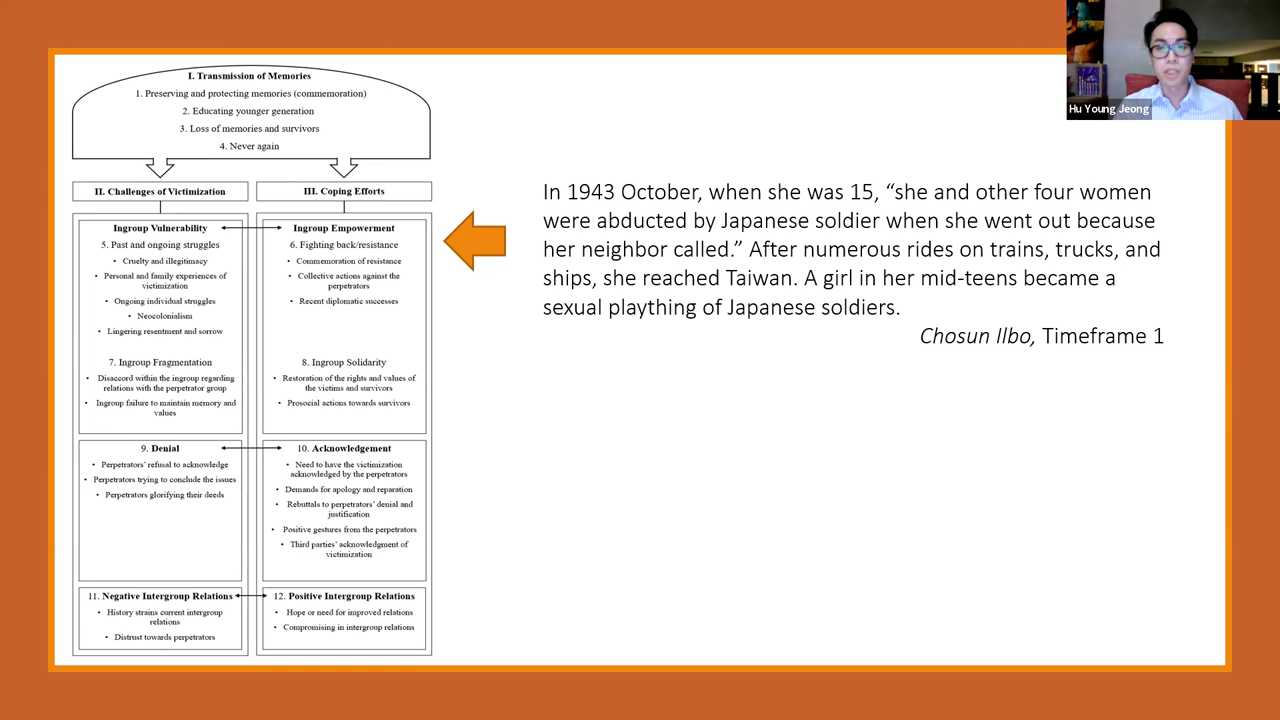 I. Transmission of Memories
1. Preserving and protecting memories (commemoration)
2. Educating younger generation
3. Loss of memories and survivors
4. Never again
II. Challenges of Victimization
Ingroup Vulnerability
5. Past and ongoing struggles
• Cruelty and illegitimacy
• Personal and family experiences of
victimization
• Ongoing individual struggles
• Neocolonialism
• Lingering resentment and sorrow
7. Ingroup Fragmentation
• Disaccord within the ingroup regarding
relations with the perpetrator group
• Ingroup failure to maintain memory and
values
9. Denial
• Perpetrators' refusal to acknowledge
• Perpetrators trying to conclude the issues
• Perpetrators glorifying their deeds
11. Negative Intergroup Relations
• History strains current intergroup
relations
• Distrust towards perpetrators
III. Coping Efforts
Ingroup Empowerment
6. Fighting back/resistance
• Commemoration of resistance
• Collective actions against the
perpetrators
• Recent diplomatic successes
8. Ingroup Solidarity
• Restoration of the rights and values of
the victims and survivors
• Prosocial actions towards survivors
10. Acknowledgement
• Need to have the victimization
acknowledged by the perpetrators
• Demands for apology and reparation
• Rebuttals to perpetrators' denial and
justification
• Positive gestures from the perpetrators
• Third parties' acknowledgment of
victimization
12. Positive Intergroup Relations
• Hope or need for improved relations
• Compromising in intergroup relations
In 1943 October, when she was 15, “she and other four women
were abducted by Japanese soldier when she went out because
her neighbor called.” After numerous rides on trains, trucks, and
ships, she reached Taiwan. A girl in her mid-teens became a
sexual plaything of Japanese soldiers.
Chosun Ilbo, Timeframe 1
Hu Young Jeong